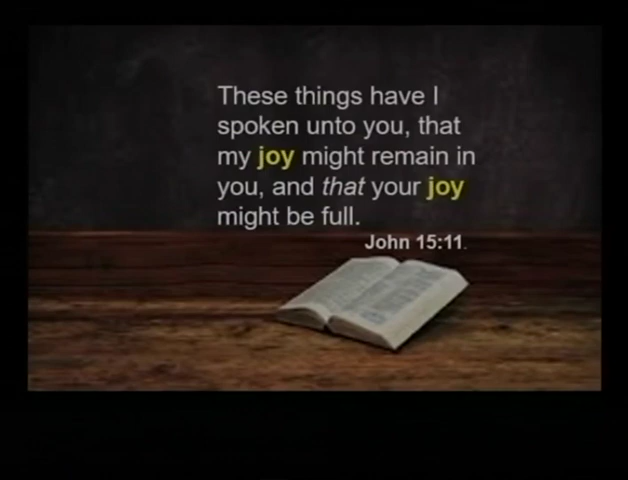 These things have I
spoken unto you, that
my joy might remain in
you, and that your joy
might be full.
John 15:11.